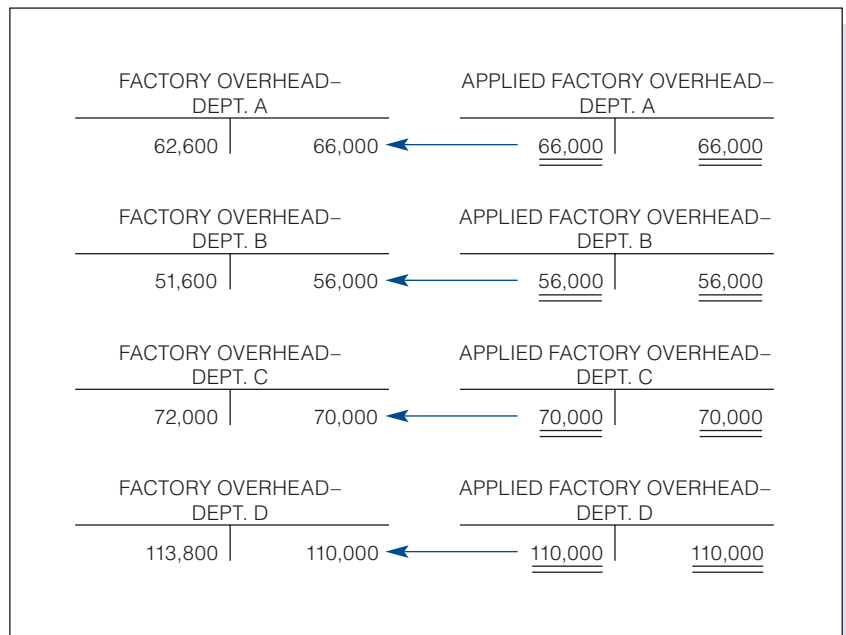 FACTORY OVERHEAD– APPLIED FACTORY OVERHEAD–
DEPT. A DEPT. A
62,600 66,000 66,000 66,000
FACTORY OVERHEAD– APPLIED FACTORY OVERHEAD–
DEPT. B DEPT. B
51,600 56,000 56,000 56,000
FACTORY OVERHEAD– APPLIED FACTORY OVERHEAD–
DEPT. C DEPT. C
72,000 70,000 70,000 70,000
FACTORY OVERHEAD– APPLIED FACTORY OVERHEAD–
DEPT. D DEPT. D
113,800 110,000 110,000 110,000